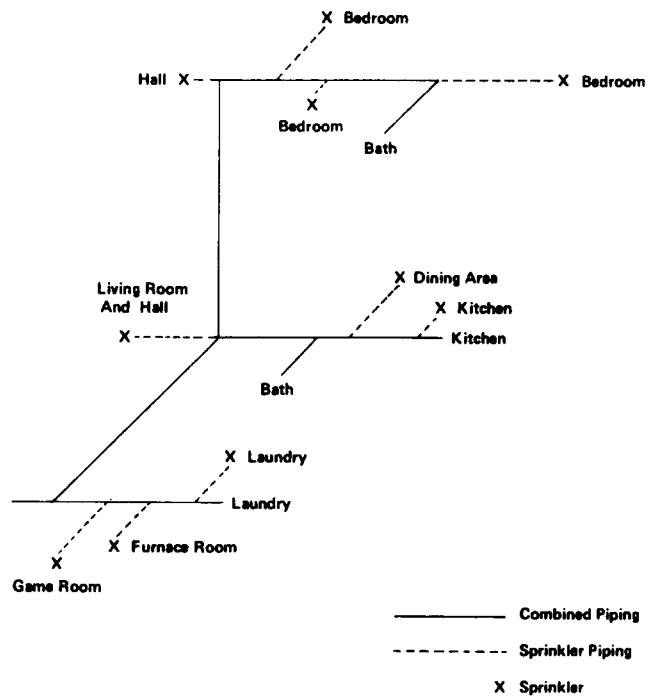 X Bedroom
Hall X
X Bedroom
X
Bedroom
Bath
X Dining Area
Living Room
And Hall
X Kitchen
X
Kitchen
Bath
X Laundry
Laundry
X Furnace Room
X
Game Room
Combined Piping
Sprinkler Piping
X Sprinkler